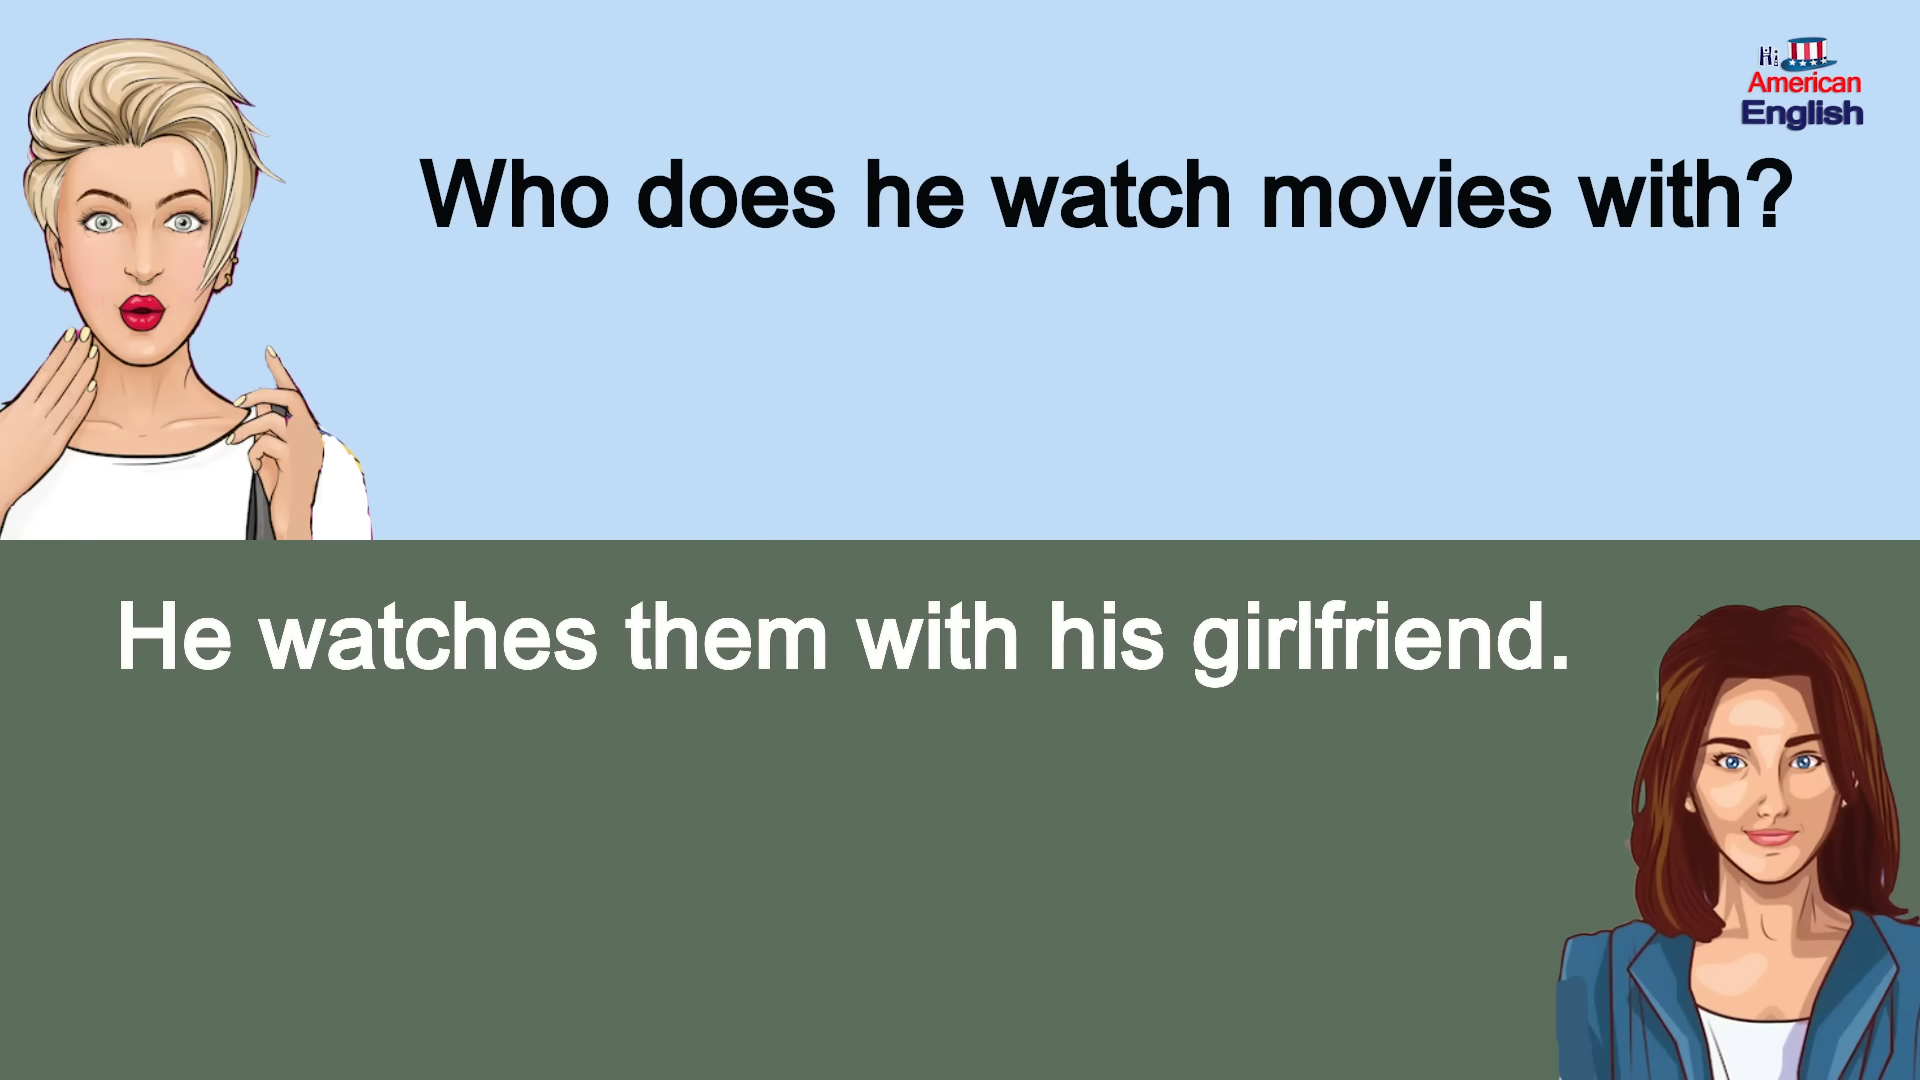 Hi
American
English
Who does he watch movies with?
He watches them with his girlfriend.